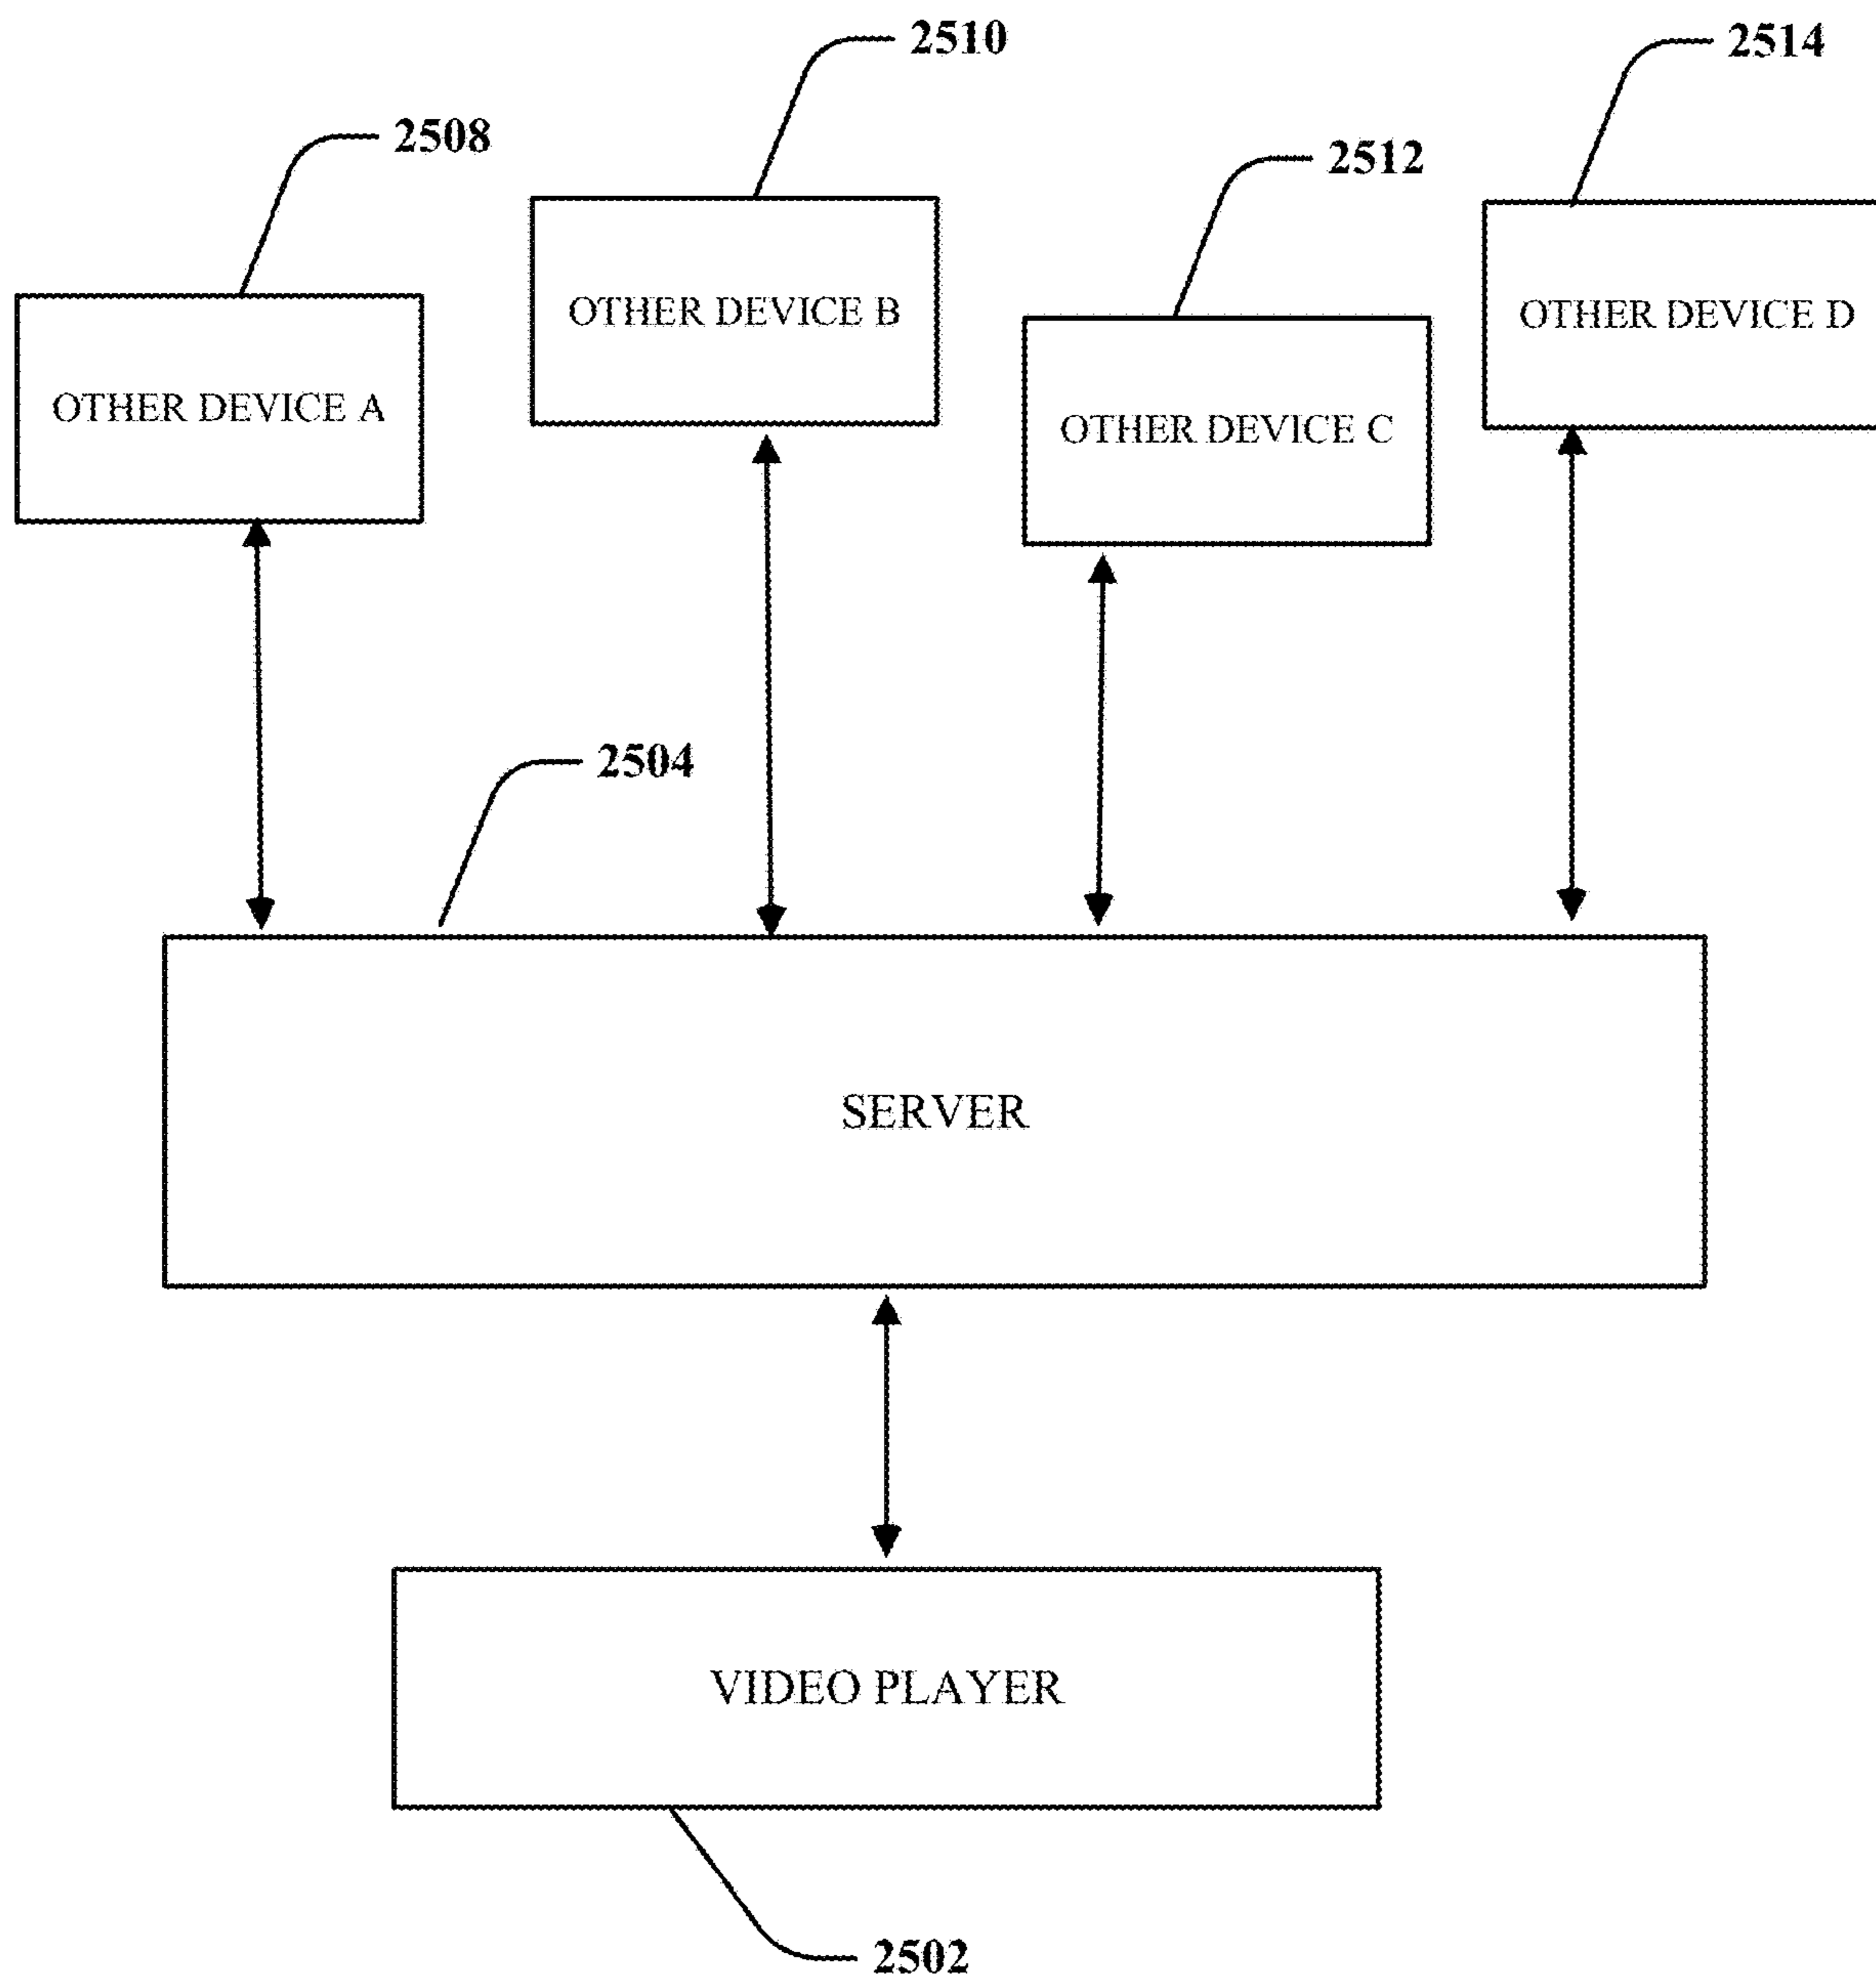 2510
2514
2508
2512
OTHER DEVICE B
OTHER DEVICE D
OTHER DEVICE A
OTHER DEVICE C
2504
SERVER
VIDEO PLAYER
2502